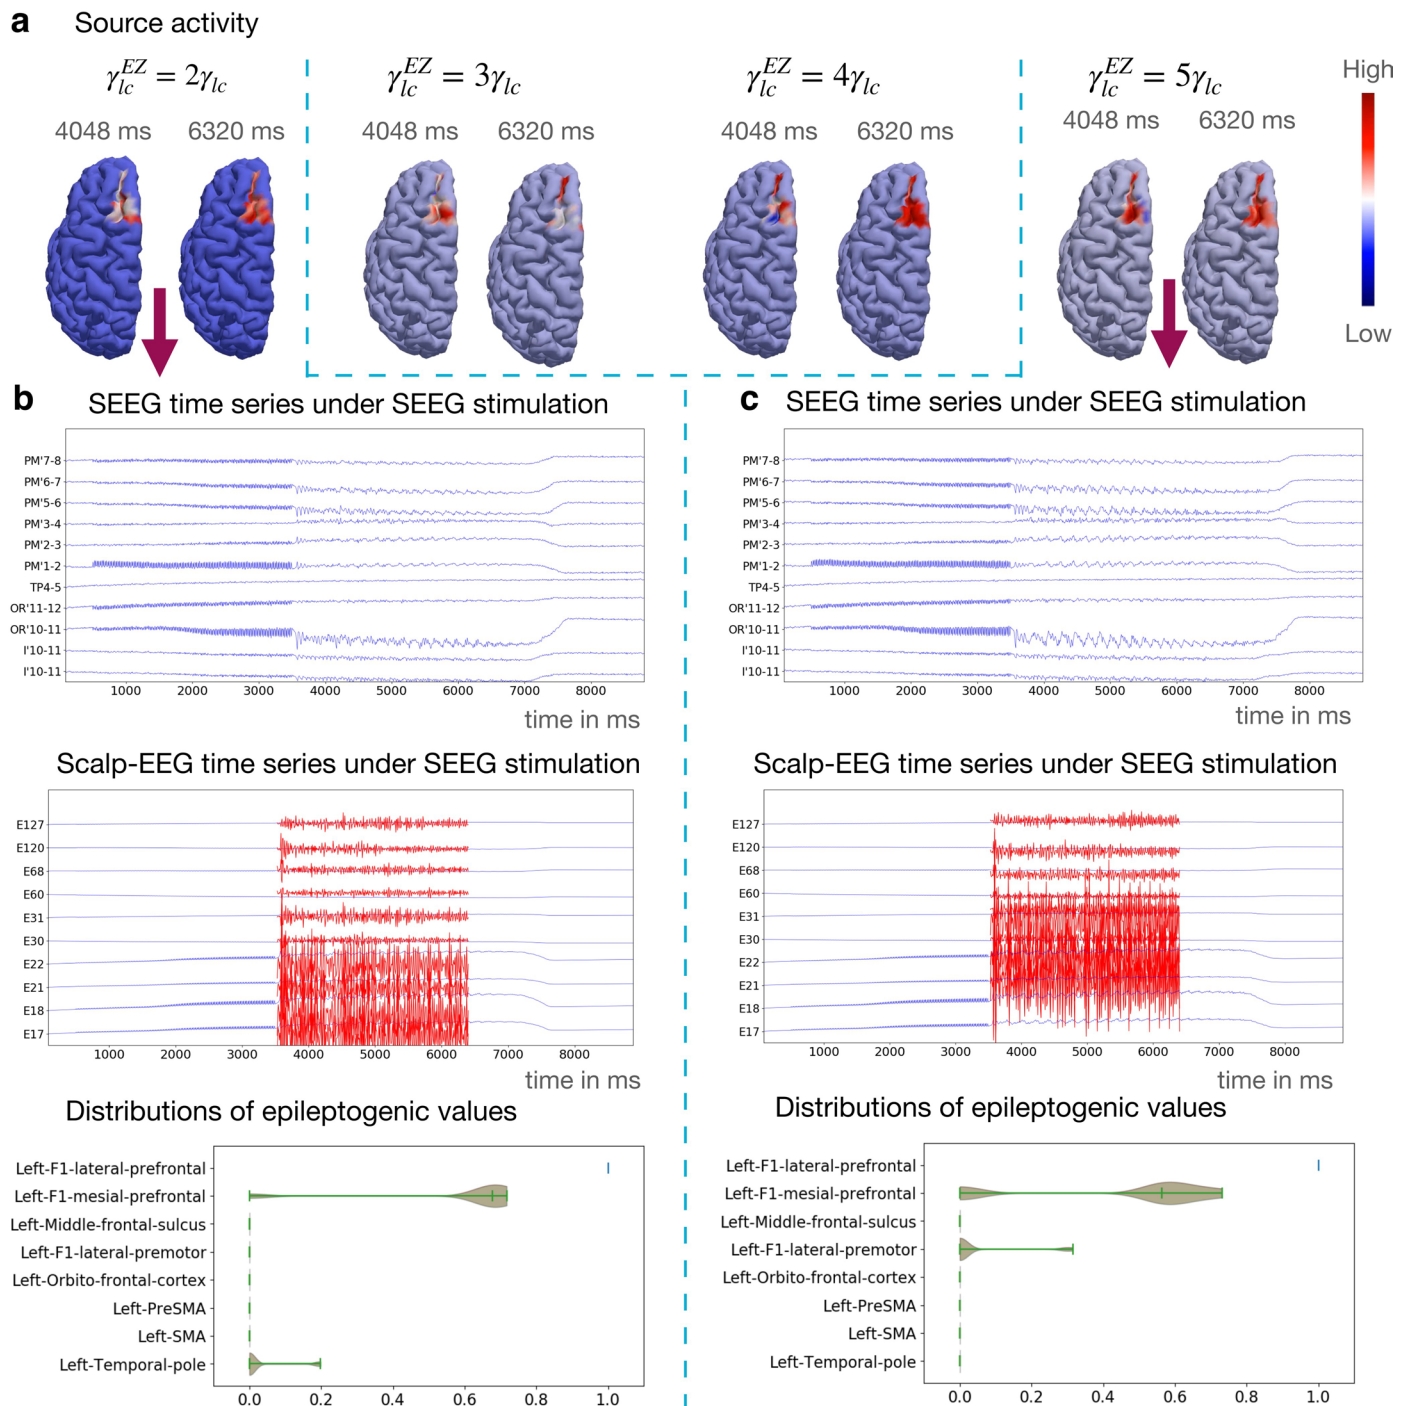 a Source activity
γ_lc^EZ = 2γ_lc
γ_lc^EZ = 3γ_lc
γ_lc^EZ = 4γ_lc
γ_lc^EZ = 5γ_lc
High
4048 ms 6320 ms
4048 ms 6320 ms
4048 ms 6320 ms
4048 ms 6320 ms
Low
b SEEG time series under SEEG stimulation
PM'7-8
PM'6-7
PM'5-6
PM'3-4
PM'2-3
PM'1-2
TP4-5
OR'11-12
OR'10-11
I'10-11
I'10-11
1000 2000 3000 4000 5000 6000 7000 8000
time in ms
Scalp-EEG time series under SEEG stimulation
E127
E120
E68
E60
E31
E30
E22
E21
E18
E17
1000 2000 3000 4000 5000 6000 7000 8000
time in ms
Distributions of epileptogenic values
Left-F1-lateral-prefrontal
Left-F1-mesial-prefrontal
Left-Middle-frontal-sulcus
Left-F1-lateral-premotor
Left-Orbito-frontal-cortex
Left-PreSMA
Left-SMA
Left-Temporal-pole
0.0 0.2 0.4 0.6 0.8 1.0
c SEEG time series under SEEG stimulation
PM'7-8
PM'6-7
PM'5-6
PM'3-4
PM'2-3
PM'1-2
TP4-5
OR'11-12
OR'10-11
I'10-11
I'10-11
1000 2000 3000 4000 5000 6000 7000 8000
time in ms
Scalp-EEG time series under SEEG stimulation
E127
E120
E68
E60
E31
E30
E22
E21
E18
E17
1000 2000 3000 4000 5000 6000 7000 8000
time in ms
Distributions of epileptogenic values
Left-F1-lateral-prefrontal
Left-F1-mesial-prefrontal
Left-Middle-frontal-sulcus
Left-F1-lateral-premotor
Left-Orbito-frontal-cortex
Left-PreSMA
Left-SMA
Left-Temporal-pole
0.0 0.2 0.4 0.6 0.8 1.0